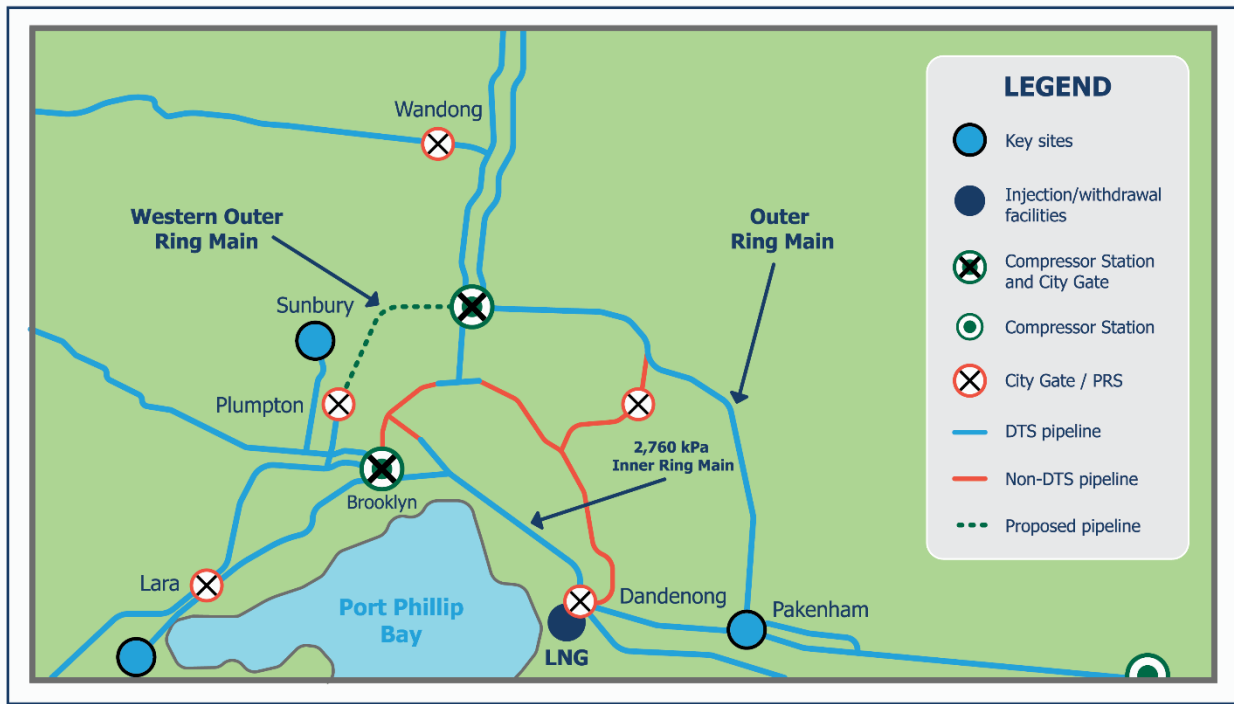 Wandong
Western Outer
Ring Main
Outer
Ring Main
Sunbury
Plumpton
2,760 kPa
Inner Ring Main
Brooklyn
Lara
Port Phillip
Bay
Dandenong
Pakenham
LNG
LEGEND
Key sites
Injection/withdrawal
facilities
Compressor Station
and City Gate
Compressor Station
City Gate / PRS
DTS pipeline
Non-DTS pipeline
Proposed pipeline